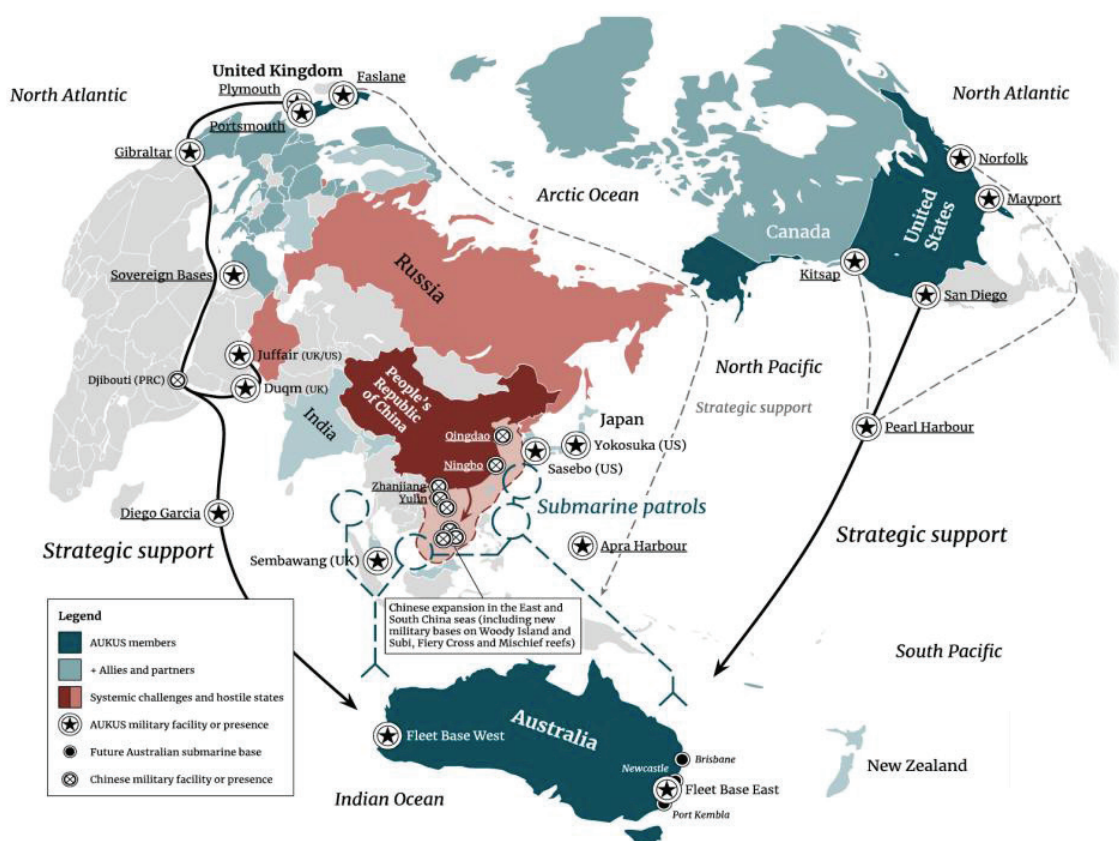 North Atlantic
United Kingdom
Plymouth
Faslane
Portsmouth
Gibraltar
Arctic Ocean
North Atlantic
Norfolk
Mayport
United
States
Canada
Kitsap
San Diego
Sovereign Bases
Russia
Juffair (UK/US)
Djibouti (PRC)
Duqm (UK)
India
People's
Republic
of China
North Pacific
Strategic support
Japan
Qingdao
Yokosuka (US)
Ningbo
Sasebo (US)
Pearl Harbour
Zhanjiang
Yulin
Submarine patrols
Diego Garcia
Strategic support
Sembawang (UK)
Apra Harbour
Strategic support
Chinese expansion in the East and
South China seas (including new
military bases on Woody Island and
Subi, Fiery Cross and Mischief reefs)
Legend
AUKUS members
+ Allies and partners
Systemic challenges and hostile states
AUKUS military facility or presence
Future Australian submarine base
Chinese military facility or presence
South Pacific
Australia
Fleet Base West
Brisbane
Newcastle
Fleet Base East
Port Kembla
New Zealand
Indian Ocean